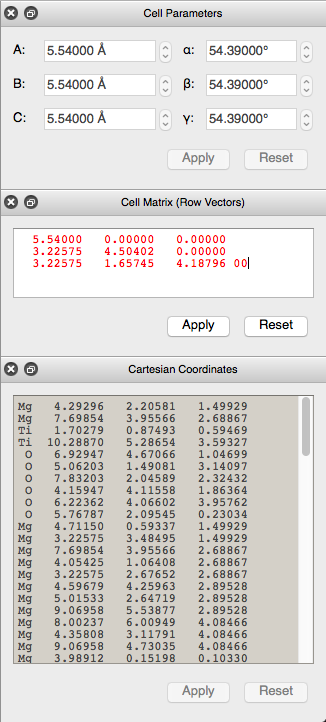 Cell Parameters
A: 5.54000 Å α: 54.39000°
B: 5.54000 Å β: 54.39000°
C: 5.54000 Å γ: 54.39000°
Apply Reset
Cell Matrix (Row Vectors)
5.54000 0.00000 0.00000
3.22575 4.50402 0.00000
3.22575 1.65745 4.18796 00
Apply Reset
Cartesian Coordinates
Mg 4.29296 2.20581 1.49929
Mg 7.69854 3.95566 2.68867
Ti 1.70279 0.87493 0.59469
Ti 10.28870 5.28654 3.59327
O 6.92947 4.67066 1.04699
O 5.06203 1.49081 3.14097
O 7.83203 2.04589 2.32432
O 4.15947 4.11558 1.86364
O 6.22362 4.06602 3.95762
O 5.76787 2.09545 0.23034
Mg 4.71150 0.59337 1.49929
Mg 3.22575 3.48495 1.49929
Mg 7.69854 3.95566 2.68867
Mg 4.05425 1.06408 2.68867
Mg 3.22575 2.67652 2.68867
Mg 4.59679 4.25963 2.89528
Mg 5.01533 2.64719 2.89528
Mg 9.06958 5.53877 2.89528
Mg 8.00237 6.00949 4.08466
Mg 4.35808 3.11791 4.08466
Mg 9.06958 4.73035 4.08466
Mg 3.98912 0.15198 0.10330
Apply Reset